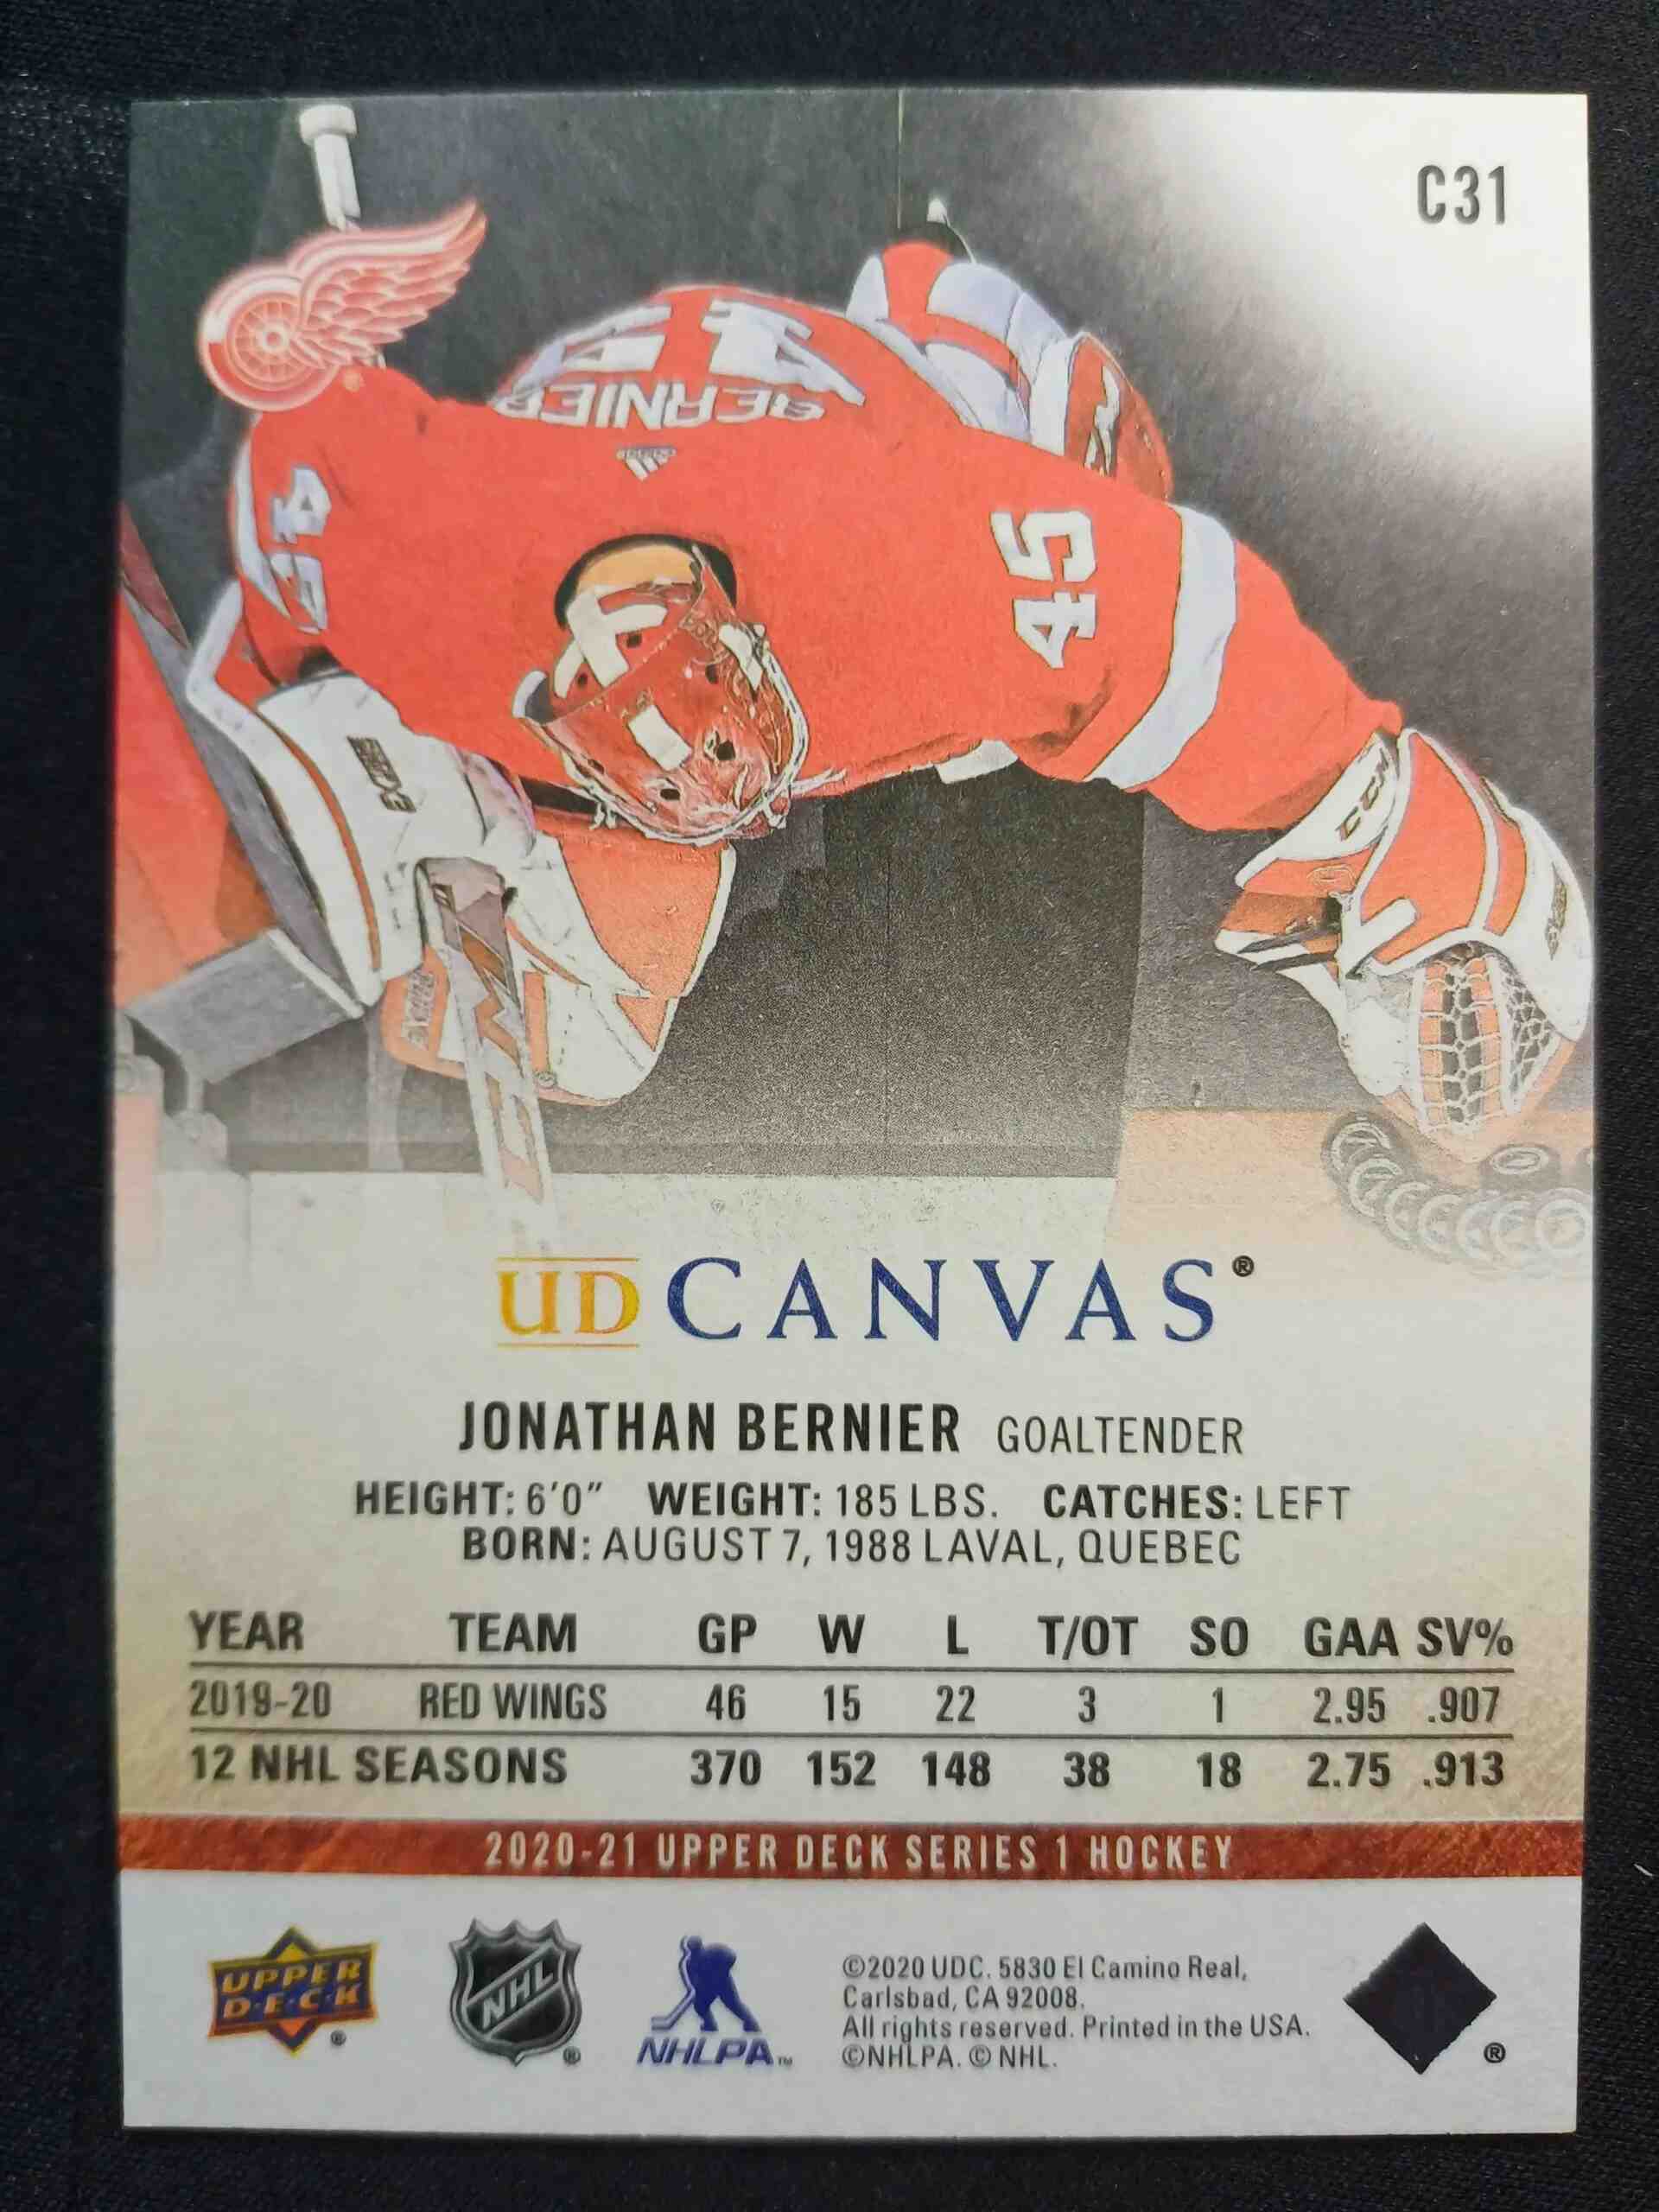 C31
BERNIER
45
45
45
CCM
UD CANVAS®
JONATHAN BERNIER GOALTENDER
HEIGHT: 6'0" WEIGHT: 185 LBS. CATCHES: LEFT
BORN: AUGUST 7, 1988 LAVAL, QUEBEC
YEAR TEAM GP W L T/OT SO GAA SV%
2019-20 RED WINGS 46 15 22 3 1 2.95 .907
12 NHL SEASONS 370 152 148 38 18 2.75 .913
2020-21 UPPER DECK SERIES 1 HOCKEY
UPPER
D·E·C·K
®
NHL
®
NHLPA™
©2020 UDC. 5830 El Camino Real,
Carlsbad, CA 92008.
All rights reserved. Printed in the USA.
©NHLPA. © NHL.
®